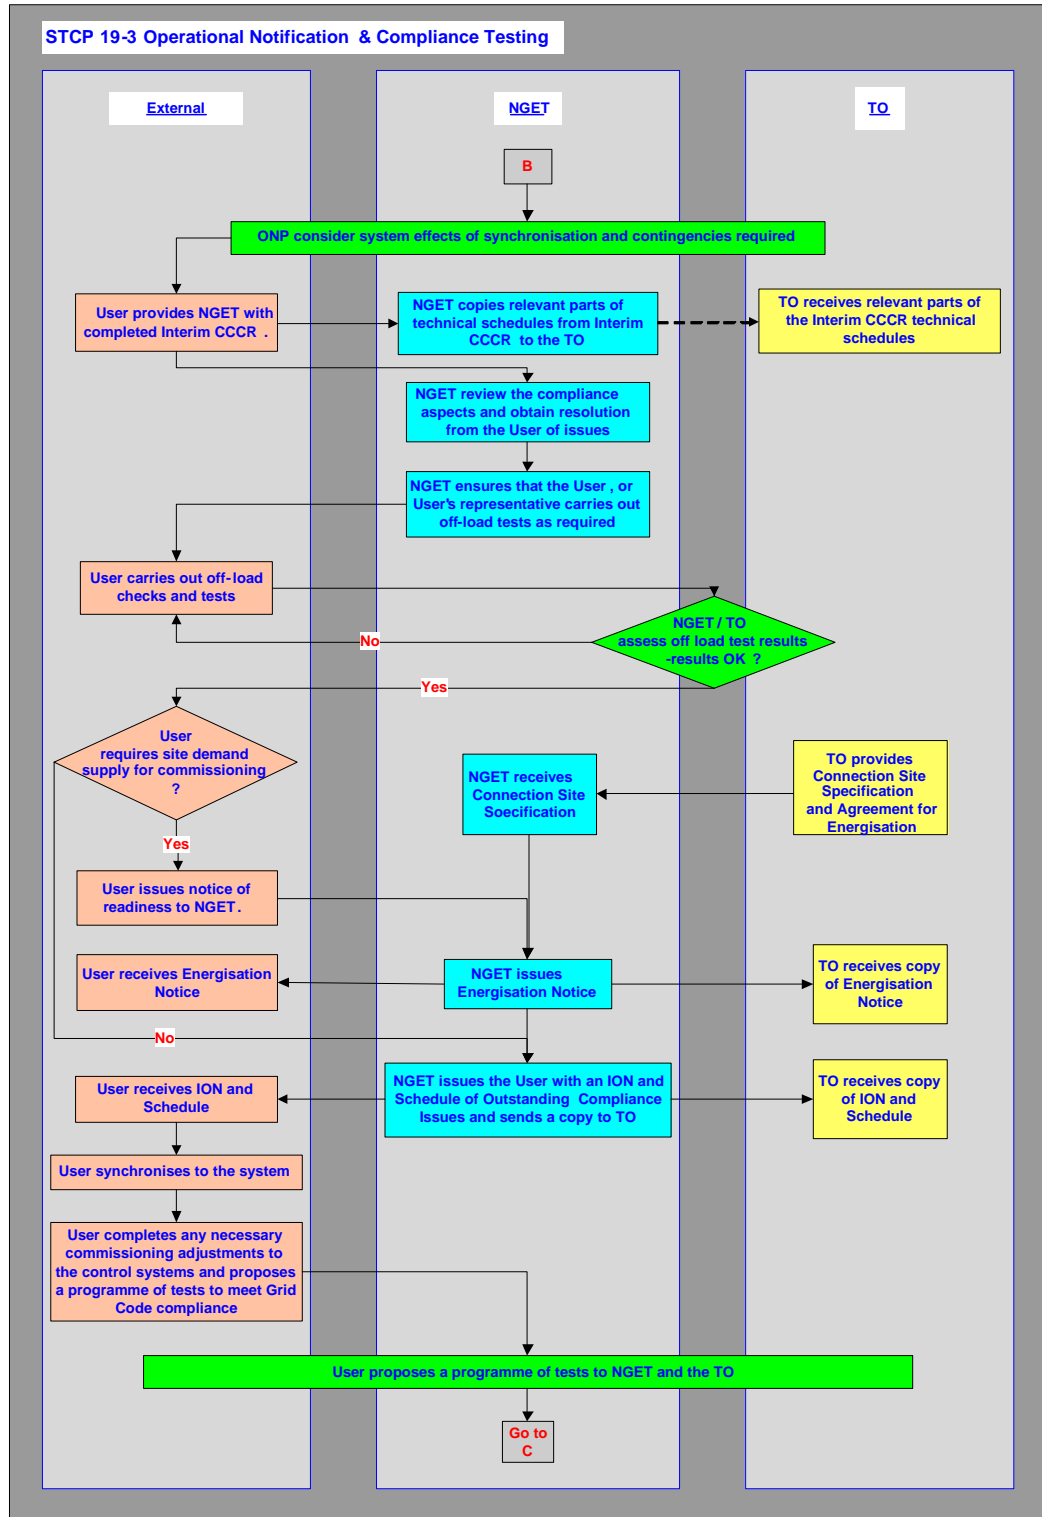 STCP 19-3 Operational Notification & Compliance Testing
External
NGET
TO
B
ONP consider system effects of synchronisation and contingencies required
User provides NGET with
completed Interim CCCR .
NGET copies relevant parts of
technical schedules from Interim
CCCR to the TO
TO receives relevant parts of
the Interim CCCR technical
schedules
NGET review the compliance
aspects and obtain resolution
from the User of issues
NGET ensures that the User , or
User's representative carries out
off-load tests as required
User carries out off-load
checks and tests
NGET / TO
assess off load test results
-results OK ?
No
Yes
User
requires site demand
supply for commissioning
?
NGET receives
Connection Site
Soecification
TO provides
Connection Site
Specification
and Agreement for
Energisation
Yes
User issues notice of
readiness to NGET .
User receives Energisation
Notice
NGET issues
Energisation Notice
TO receives copy
of Energisation
Notice
No
User receives ION and
Schedule
NGET issues the User with an ION and
Schedule of Outstanding Compliance
Issues and sends a copy to TO
TO receives copy
of ION and
Schedule
User synchronises to the system
User completes any necessary
commissioning adjustments to
the control systems and proposes
a programme of tests to meet Grid
Code compliance
User proposes a programme of tests to NGET and the TO
Go to
C